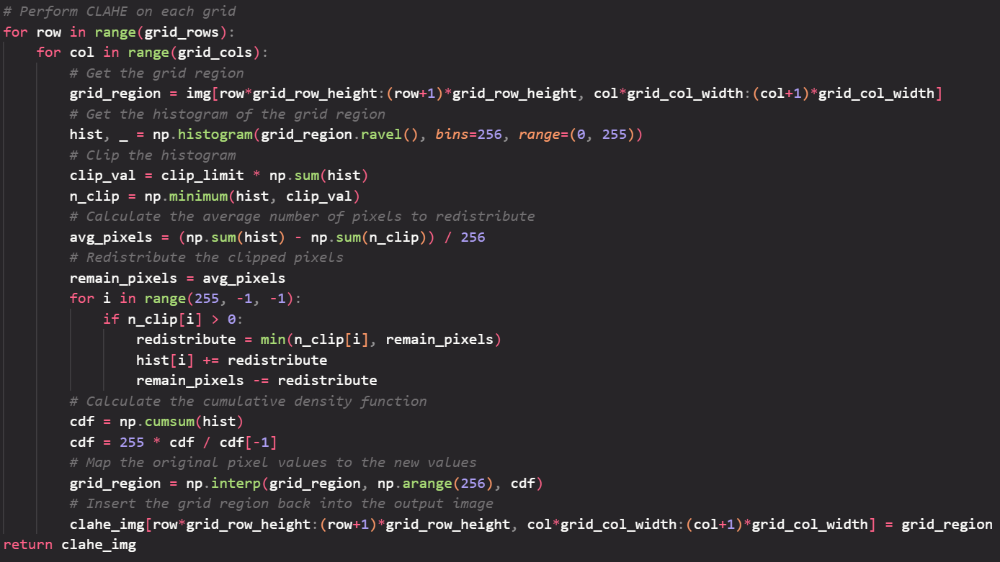 # Perform CLAHE on each grid
for row in range(grid_rows):
    for col in range(grid_cols):
        # Get the grid region
        grid_region = img[row*grid_row_height:(row+1)*grid_row_height, col*grid_col_width:(col+1)*grid_col_width]
        # Get the histogram of the grid region
        hist, _ = np.histogram(grid_region.ravel(), bins=256, range=(0, 255))
        # Clip the histogram
        clip_val = clip_limit * np.sum(hist)
        n_clip = np.minimum(hist, clip_val)
        # Calculate the average number of pixels to redistribute
        avg_pixels = (np.sum(hist) - np.sum(n_clip)) / 256
        # Redistribute the clipped pixels
        remain_pixels = avg_pixels
        for i in range(255, -1, -1):
            if n_clip[i] > 0:
                redistribute = min(n_clip[i], remain_pixels)
                hist[i] += redistribute
                remain_pixels -= redistribute
        # Calculate the cumulative density function
        cdf = np.cumsum(hist)
        cdf = 255 * cdf / cdf[-1]
        # Map the original pixel values to the new values
        grid_region = np.interp(grid_region, np.arange(256), cdf)
        # Insert the grid region back into the output image
        clahe_img[row*grid_row_height:(row+1)*grid_row_height, col*grid_col_width:(col+1)*grid_col_width] = grid_region
return clahe_img